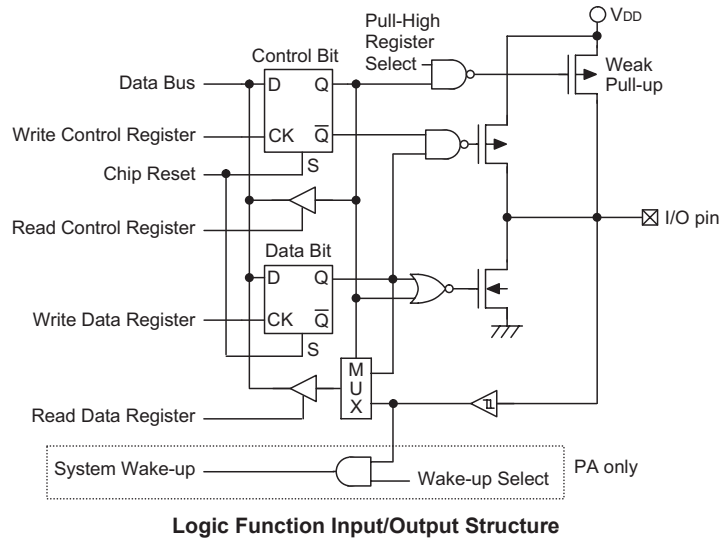 VDD
Pull-High
Register
Select
Control Bit
Weak
Pull-up
Data Bus
D
Q
Write Control Register
CK
Q
S
Chip Reset
I/O pin
Read Control Register
Data Bit
D
Q
Write Data Register
CK
Q
S
M
U
X
Read Data Register
System Wake-up
Wake-up Select
PA only
Logic Function Input/Output Structure